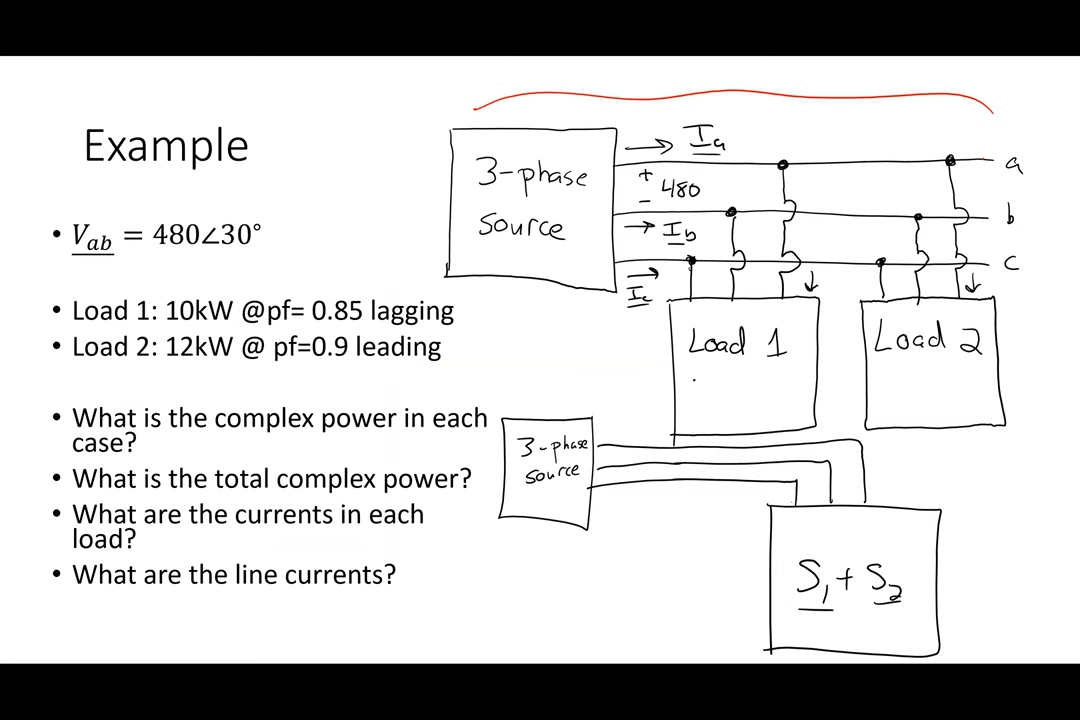 Example
• V_ab = 480∠30°
• Load 1: 10kW @pf= 0.85 lagging
• Load 2: 12kW @ pf=0.9 leading
• What is the complex power in each
case?
• What is the total complex power?
• What are the currents in each
load?
• What are the line currents?
3-phase
source
I_a
+
480
-
I_b
I_c
a
b
c
Load 1
Load 2
3-phase
source
S_1 + S_2